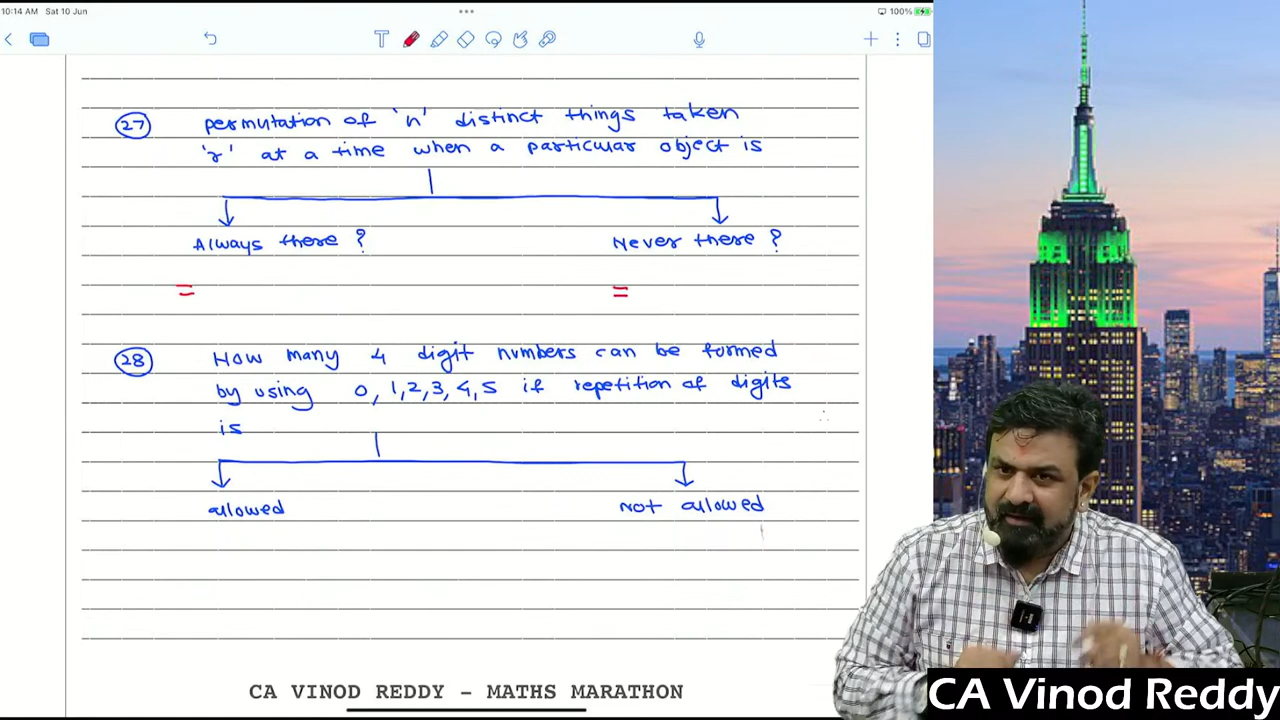 10:14 AM Sat 10 Jun
100%
T
27 permutation of 'n' distinct things taken
'r' at a time when a particular object is
Always there ? Never there ?
= =
28 How many 4 digit numbers can be formed
by using 0, 1, 2, 3, 4, 5 if repetition of digits
is
allowed not allowed
CA VINOD REDDY - MATHS MARATHON
CA Vinod Reddy